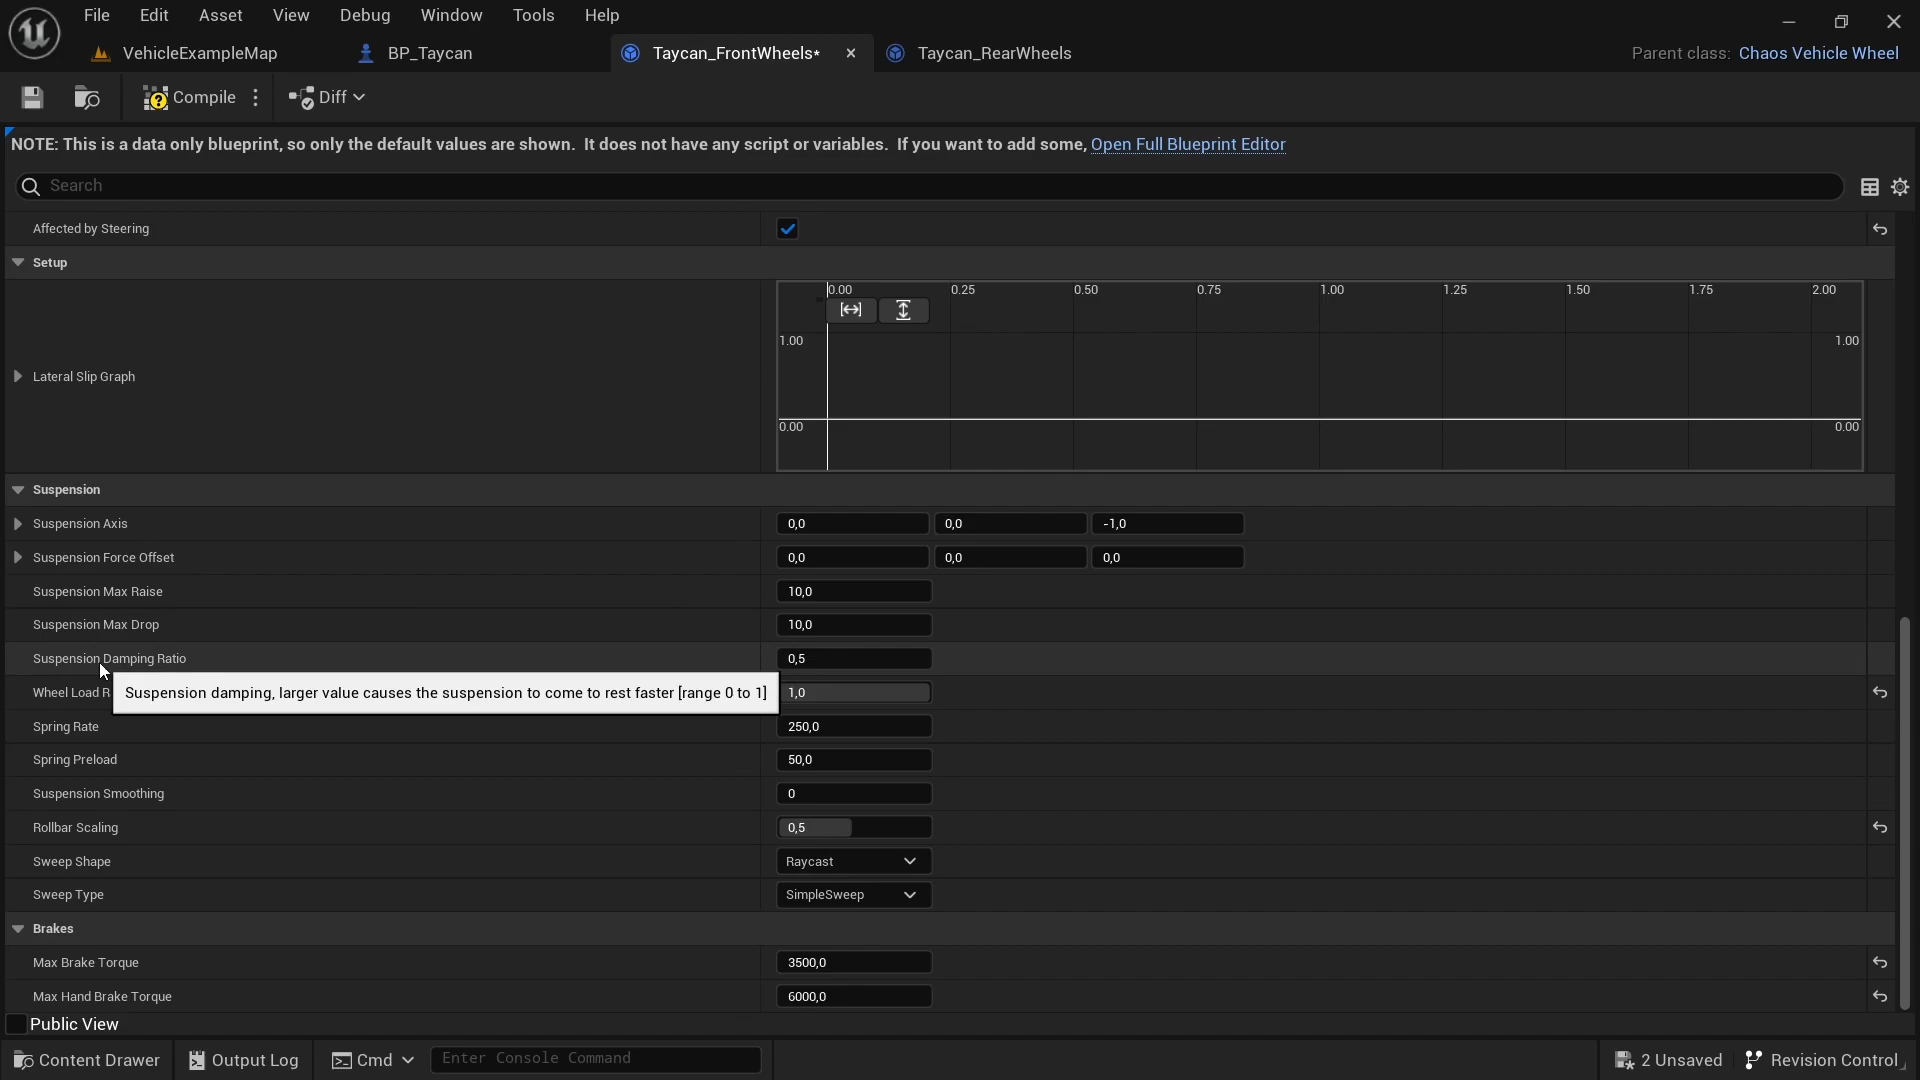 File Edit Asset View Debug Window Tools Help
VehicleExampleMap BP_Taycan Taycan_FrontWheels* Taycan_RearWheels Parent class: Chaos Vehicle Wheel
Compile Diff
NOTE: This is a data only blueprint, so only the default values are shown. It does not have any script or variables. If you want to add some, Open Full Blueprint Editor
Search
Affected by Steering
Setup
0.00 0.25 0.50 0.75 1.00 1.25 1.50 1.75 2.00
1.00 1.00
Lateral Slip Graph
0.00 0.00
Suspension
Suspension Axis 0,0 0,0 -1,0
Suspension Force Offset 0,0 0,0 0,0
Suspension Max Raise 10,0
Suspension Max Drop 10,0
Suspension Damping Ratio 0,5
Wheel Load R 1,0
Suspension damping, larger value causes the suspension to come to rest faster [range 0 to 1]
Spring Rate 250,0
Spring Preload 50,0
Suspension Smoothing 0
Rollbar Scaling 0,5
Sweep Shape Raycast
Sweep Type SimpleSweep
Brakes
Max Brake Torque 3500,0
Max Hand Brake Torque 6000,0
Public View
Content Drawer Output Log Cmd Enter Console Command 2 Unsaved Revision Control